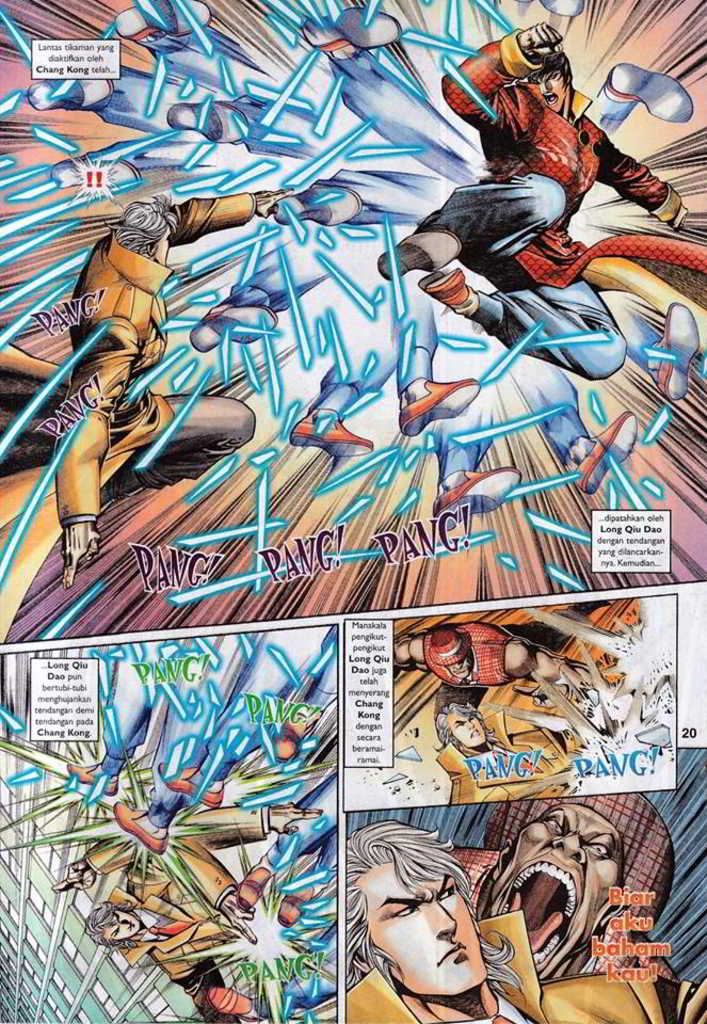 Lantas tikaman yang
diaktifkan oleh
Chang Kong telah...
!!
PANG!
PANG!
PANG!
PANG!
PANG!
...dipatahkan oleh
Long Qiu Dao
dengan tendangan
yang dilancarkan-
nya. Kemudian...
...Long Qiu
Dao pun
bertubi-tubi
menghujankan
tendangan demi
tendangan pada
Chang Kong.
PANG!
PANG!
PANG!
Manakala
pengikut-
pengikut
Long Qiu
Dao juga
telah
menyerang
Chang
Kong
dengan
secara
beramai-
ramai.
PANG!
PANG!
20
Biar
aku
baham
kau!